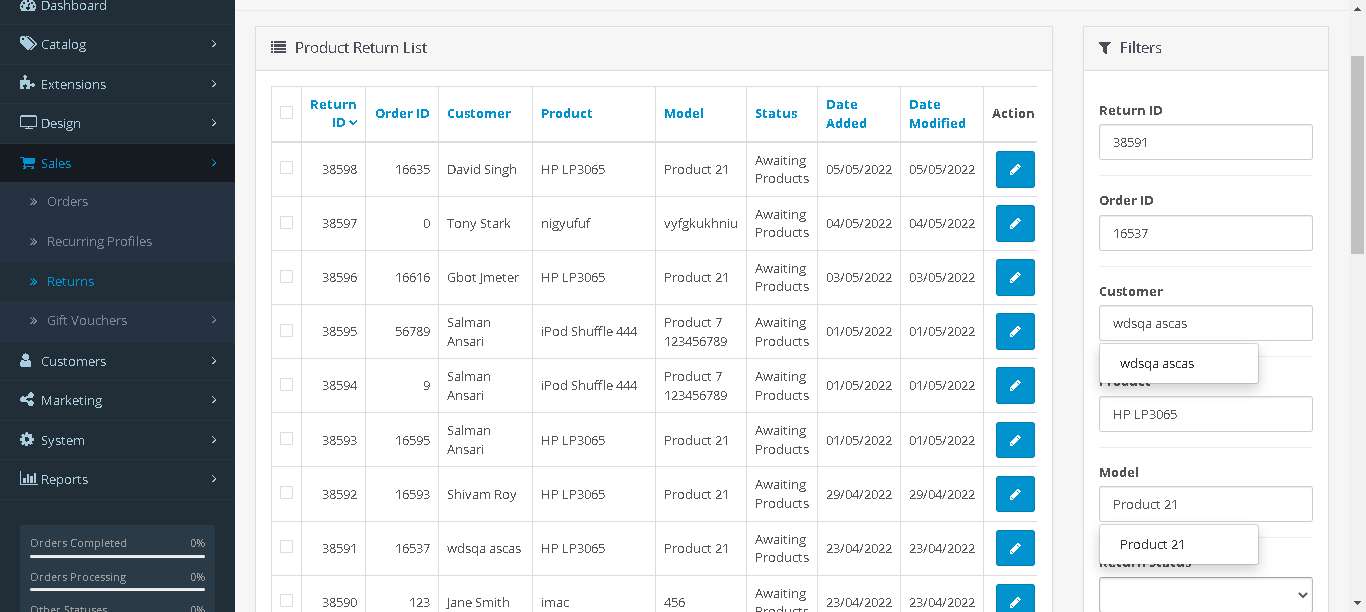 Dashboard
Catalog
Extensions
Design
Sales
Orders
Recurring Profiles
Returns
Gift Vouchers
Customers
Marketing
System
Reports
Orders Completed 0%
Orders Processing 0%
Other Statuses 0%
Product Return List
Return ID Order ID Customer Product Model Status Date Added Date Modified Action
38598 16635 David Singh HP LP3065 Product 21 Awaiting Products 05/05/2022 05/05/2022
38597 0 Tony Stark nigyufuf vyfgkukhniu Awaiting Products 04/05/2022 04/05/2022
38596 16616 Gbot Jmeter HP LP3065 Product 21 Awaiting Products 03/05/2022 03/05/2022
38595 56789 Salman Ansari iPod Shuffle 444 Product 7 123456789 Awaiting Products 01/05/2022 01/05/2022
38594 9 Salman Ansari iPod Shuffle 444 Product 7 123456789 Awaiting Products 01/05/2022 01/05/2022
38593 16595 Salman Ansari HP LP3065 Product 21 Awaiting Products 01/05/2022 01/05/2022
38592 16593 Shivam Roy HP LP3065 Product 21 Awaiting Products 29/04/2022 29/04/2022
38591 16537 wdsqa ascas HP LP3065 Product 21 Awaiting Products 23/04/2022 23/04/2022
38590 123 Jane Smith imac 456 Awaiting Products 23/04/2022 23/04/2022
Filters
Return ID
38591
Order ID
16537
Customer
wdsqa ascas
wdsqa ascas
Product
HP LP3065
Model
Product 21
Product 21
Return Status